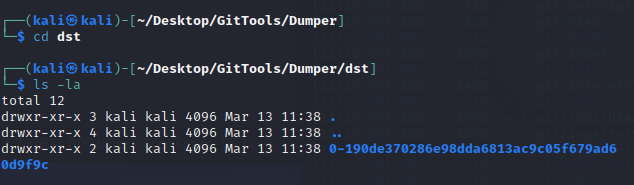 ┌──(kali㉿kali)-[~/Desktop/GitTools/Dumper]
└─$ cd dst
┌──(kali㉿kali)-[~/Desktop/GitTools/Dumper/dst]
└─$ ls -la
total 12
drwxr-xr-x 3 kali kali 4096 Mar 13 11:38 .
drwxr-xr-x 4 kali kali 4096 Mar 13 11:38 ..
drwxr-xr-x 2 kali kali 4096 Mar 13 11:38 0-190de370286e98dda6813ac9c05f679ad6
0d9f9c